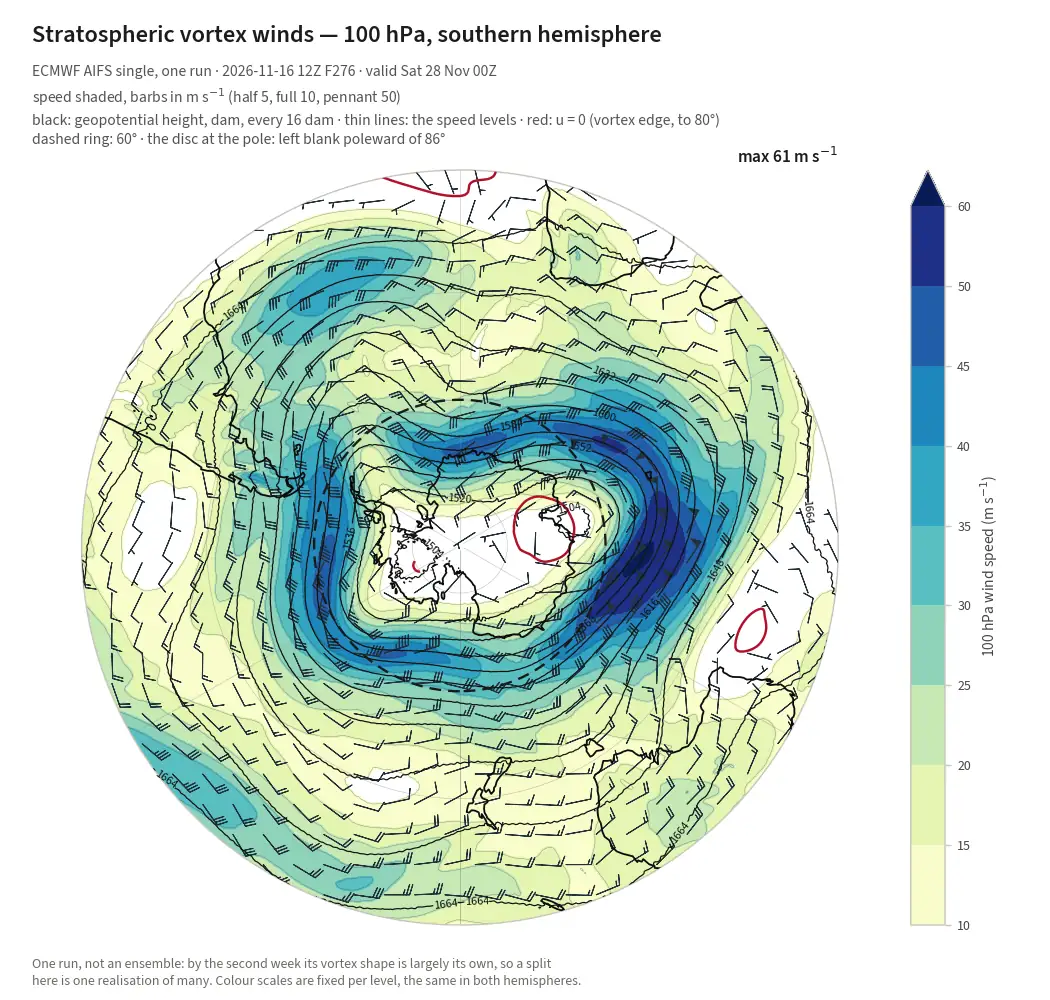 Stratospheric vortex winds — 100 hPa, southern hemisphere
ECMWF AIFS single, one run · 2026-11-16 12Z F276 · valid Sat 28 Nov 00Z
speed shaded, barbs in m s⁻¹ (half 5, full 10, pennant 50)
black: geopotential height, dam, every 16 dam · thin lines: the speed levels · red: u = 0 (vortex edge, to 80°)
dashed ring: 60° · the disc at the pole: left blank poleward of 86°
max 61 m s⁻¹
60
50
45
40
35
30
25
20
15
10
100 hPa wind speed (m s⁻¹)
1632
1600
1552
1520
1504
1536
1664
1648
1616
1664
1664
1664
1664
One run, not an ensemble: by the second week its vortex shape is largely its own, so a split
here is one realisation of many. Colour scales are fixed per level, the same in both hemispheres.